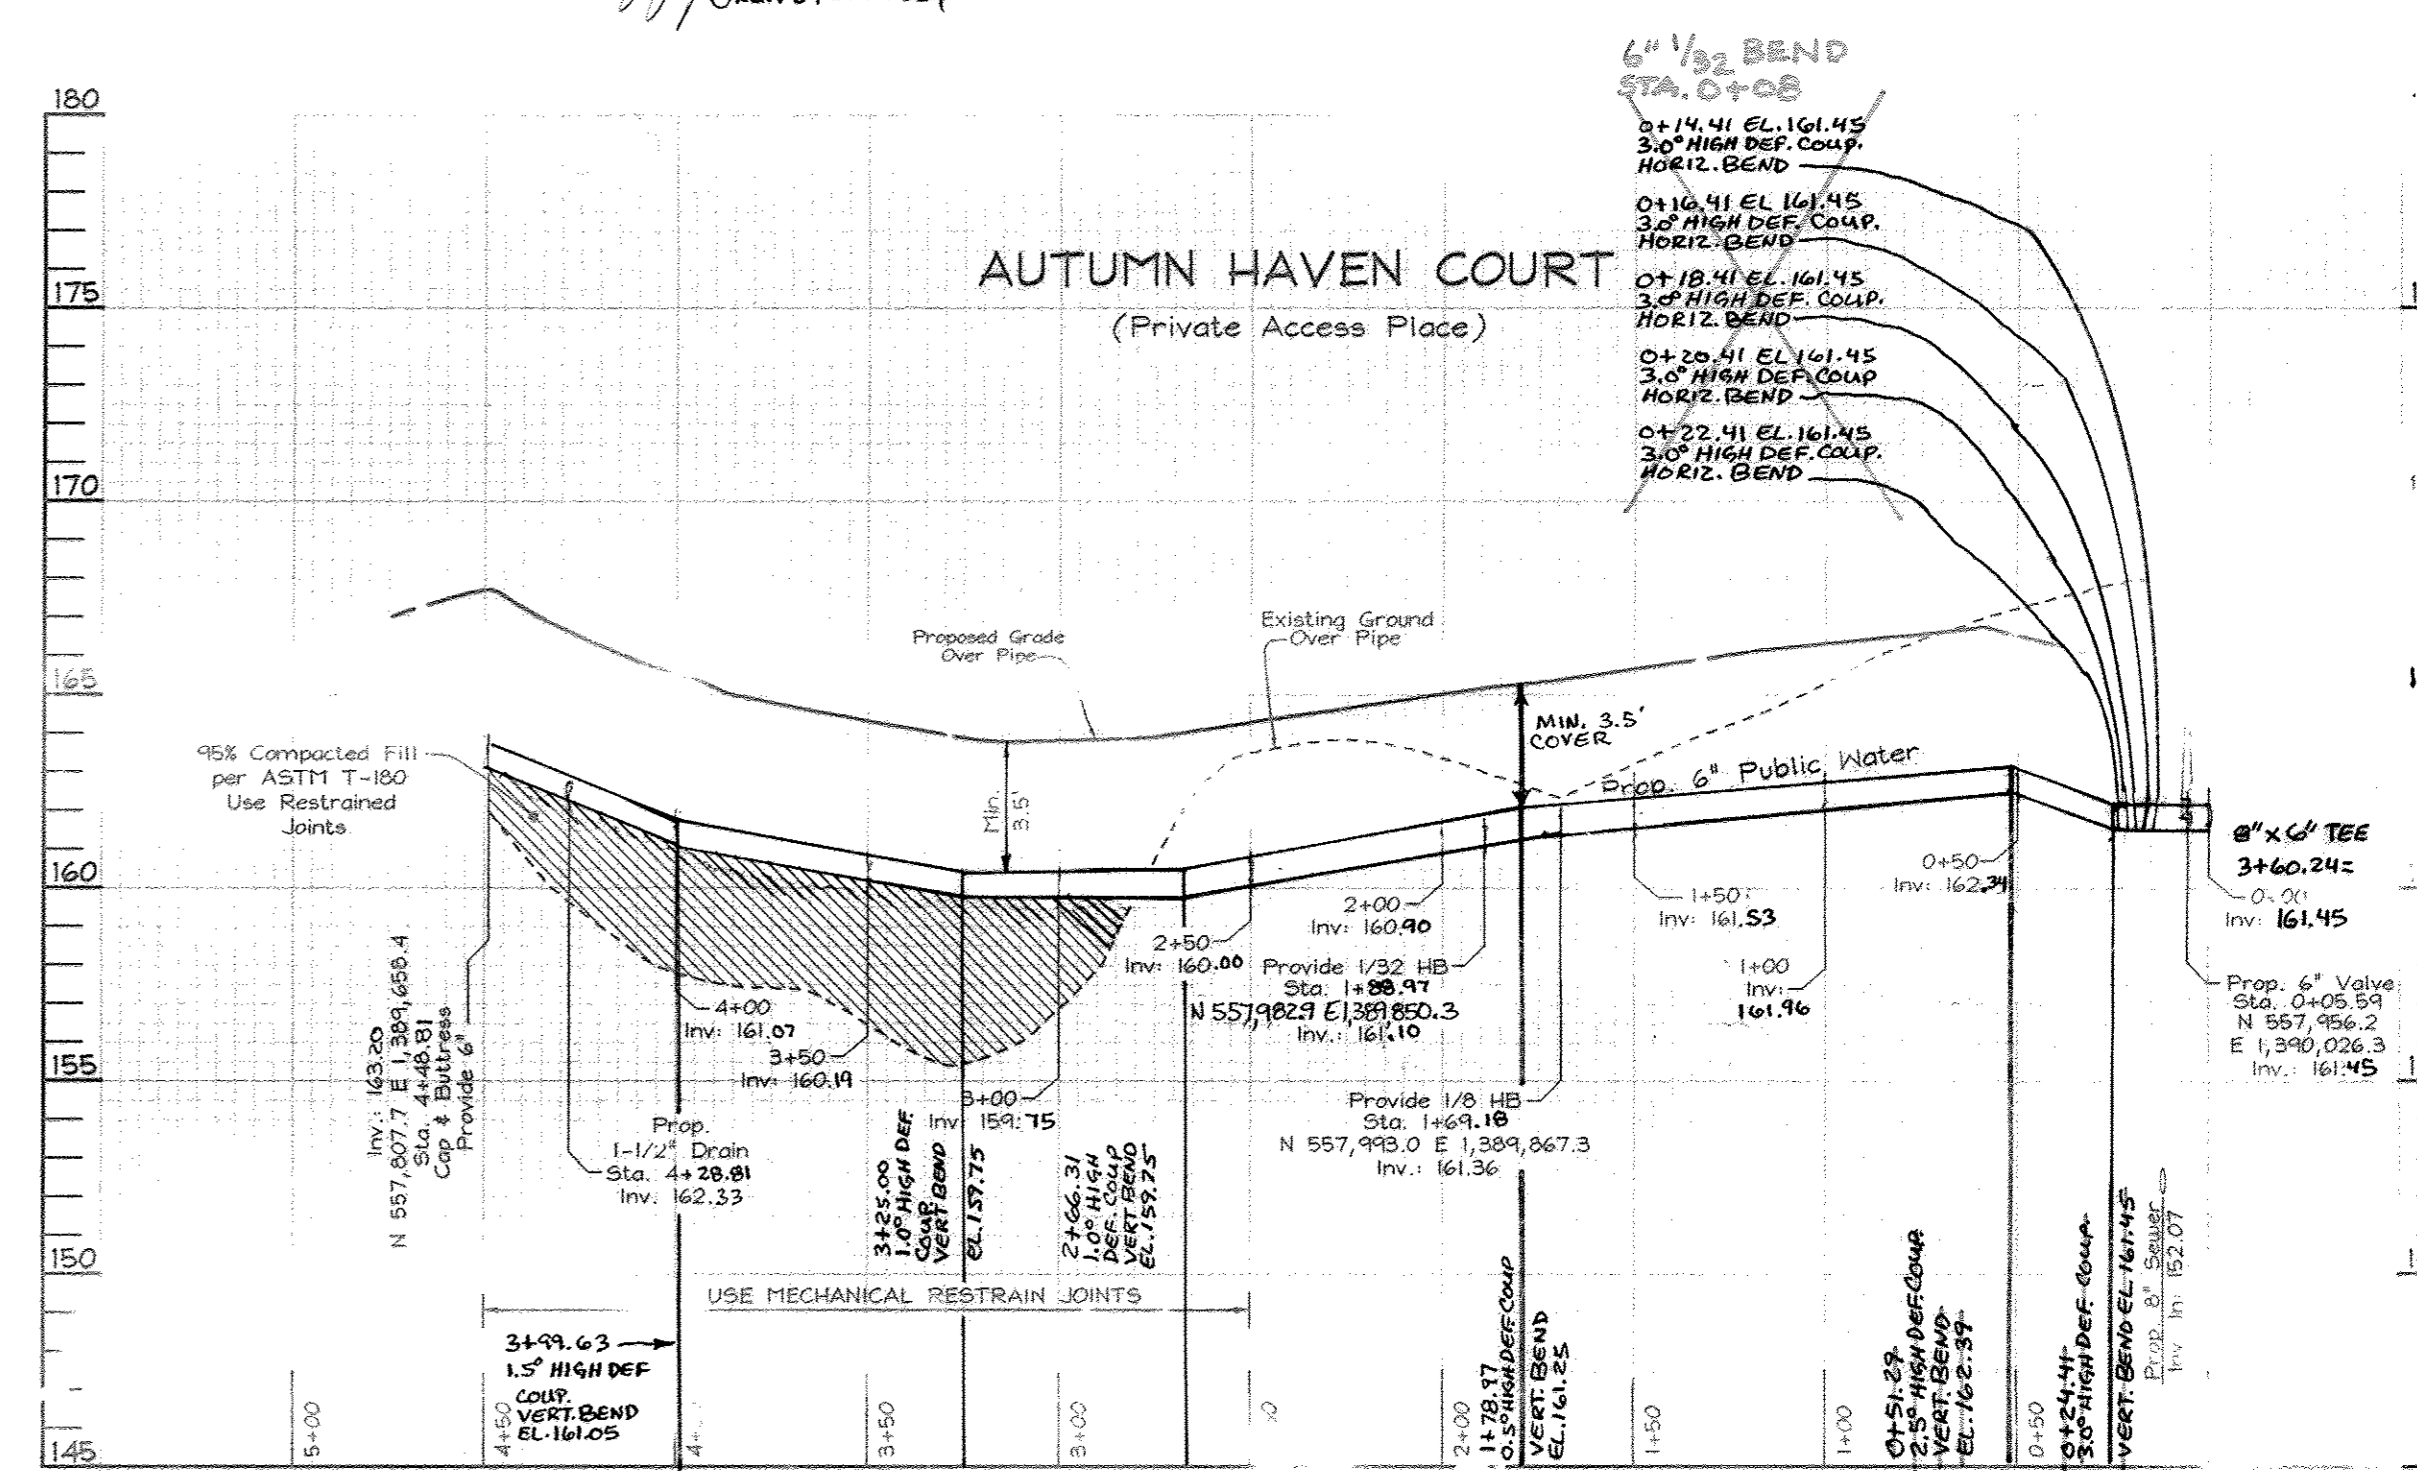 6" 1/32 BEND
STA. 0+08
0+14.41 EL.161.45
3.0° HIGH DEF. COUP.
HORIZ. BEND
0+16.41 EL 161.45
3.0° HIGH DEF. COUP.
HORIZ. BEND
0+18.41 EL.161.45
3.0° HIGH DEF. COUP.
HORIZ. BEND
0+20.41 EL 161.45
3.0° HIGH DEF. COUP
HORIZ. BEND
0+22.41 EL.161.45
3.0° HIGH DEF. COUP.
HORIZ. BEND
AUTUMN HAVEN COURT
(Private Access Place)
180
175
170
165
160
155
150
145
Proposed Grade
Over Pipe
Existing Ground
Over Pipe
95% Compacted Fill
per ASTM T-180
Use Restrained
Joints
Min
3.5'
MIN. 3.5'
COVER
Prop. 6" Public Water
8" X 6" TEE
3+60.24=
0+00
Inv: 161.45
0+50
Inv: 162.34
1+50
Inv: 161.53
1+00
Inv:
161.96
2+00
Inv: 160.90
2+50
Inv: 160.00
Provide 1/32 HB
Sta. 1+88.97
N 557,982.9 E 1,389,850.3
Inv.: 161.10
Provide 1/8 HB
Sta. 1+69.18
N 557,993.0 E 1,389,867.3
Inv.: 161.36
Prop. 6" Valve
Sta. 0+05.59
N 557,956.2
E 1,390,026.3
Inv.: 161.45
4+00
Inv: 161.07
3+50
Inv: 160.19
3+00
Inv: 159.75
Prop.
1-1/2" Drain
Sta. 4+28.81
Inv. 162.33
Inv.: 163.20
N 557,807.7 E 1,389,658.4
Sta. 4+48.81
Cap & Buttress
Provide 6"
3+25.00
1.0° HIGH DEF.
COUP.
VERT BEND
EL.159.75
2+66.31
1.0° HIGH
DEF. COUP
VERT BEND
EL.159.75
USE MECHANICAL RESTRAIN JOINTS
3+99.63
1.5° HIGH DEF
COUP.
VERT. BEND
EL.161.05
1+78.97
0.5° HIGH DEF. COUP
VERT. BEND
EL.161.25
0+51.29
2.5° HIGH DEF. COUP.
VERT. BEND
EL.162.39
0+24.41
3.0° HIGH DEF. COUP.
VERT. BEND EL 161.45
Prop. 8" Sewer
Inv In: 152.07
5+00
4+50
3+50
3+00
2+00
1+50
1+00
0+50